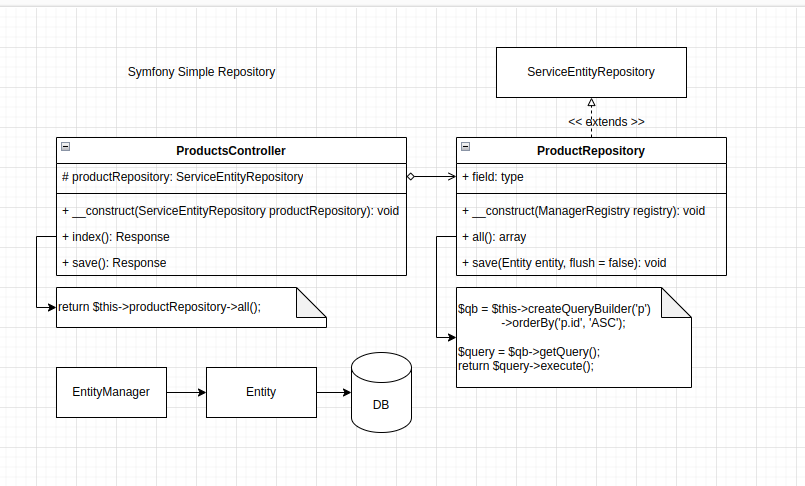 Symfony Simple Repository
ServiceEntityRepository
<< extends >>
ProductsController
# productRepository: ServiceEntityRepository
+ __construct(ServiceEntityRepository productRepository): void
+ index(): Response
+ save(): Response
return $this->productRepository->all();
ProductRepository
+ field: type
+ __construct(ManagerRegistry registry): void
+ all(): array
+ save(Entity entity, flush = false): void
$qb = $this->createQueryBuilder('p')
->orderBy('p.id', 'ASC');
$query = $qb->getQuery();
return $query->execute();
EntityManager
Entity
DB